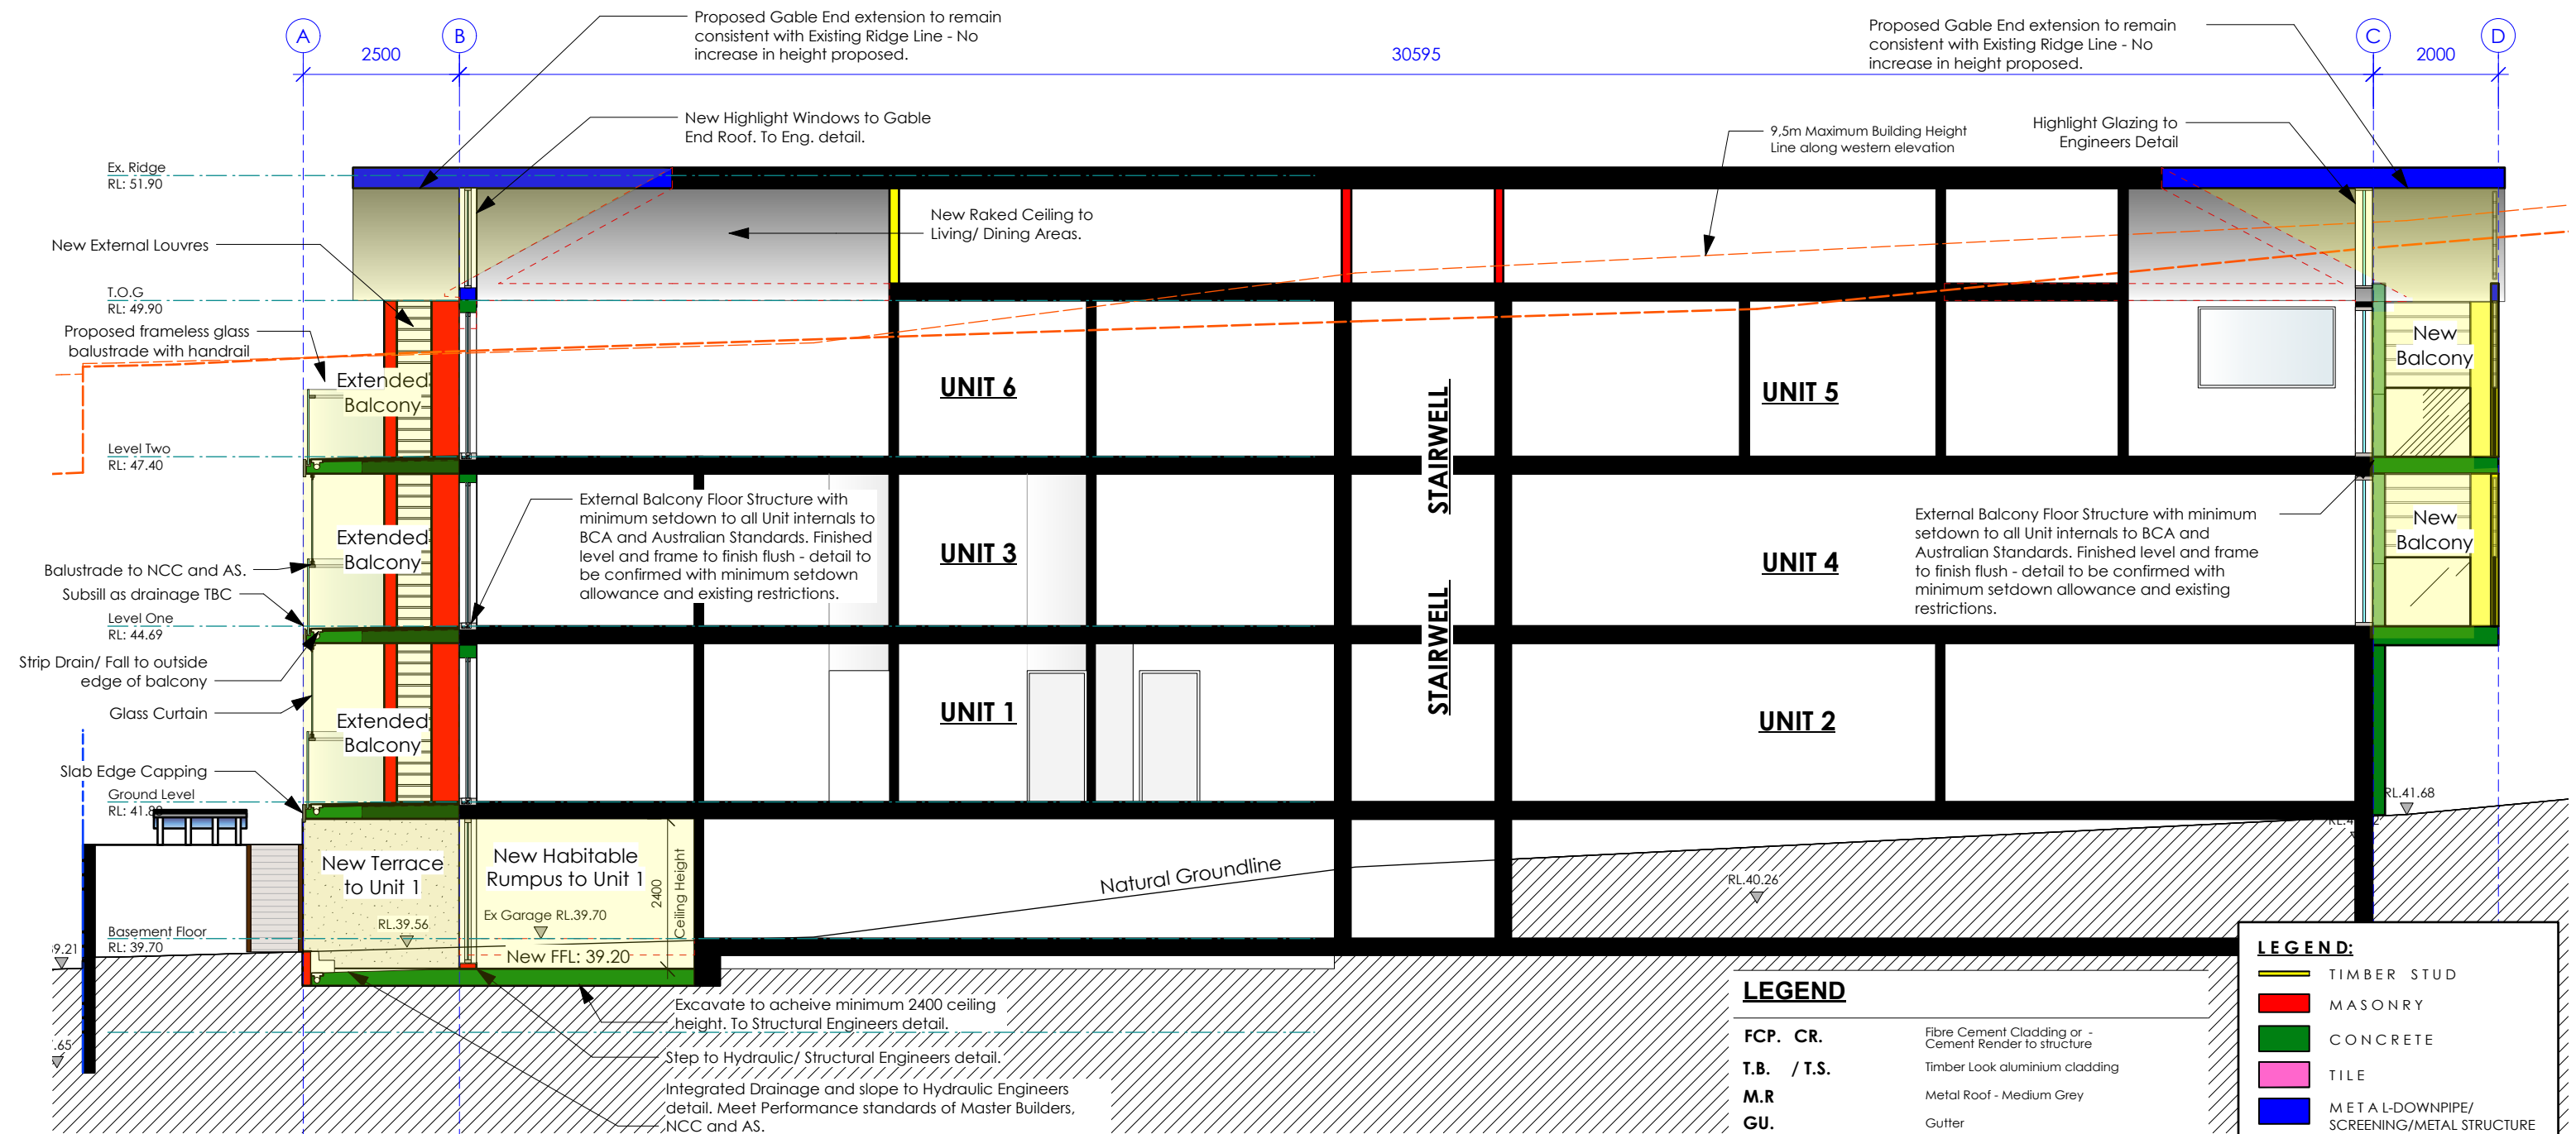 A
B
C
D
2500
30595
2000
Proposed Gable End extension to remain
consistent with Existing Ridge Line - No
increase in height proposed.
Proposed Gable End extension to remain
consistent with Existing Ridge Line - No
increase in height proposed.
New Highlight Windows to Gable
End Roof. To Eng. detail.
9,5m Maximum Building Height
Line along western elevation
Highlight Glazing to
Engineers Detail
Ex. Ridge
RL: 51.90
New Raked Ceiling to
Living/ Dining Areas.
New External Louvres
T.O.G
RL: 49.90
Proposed frameless glass
balustrade with handrail
Extended
Balcony
UNIT 6
STAIRWELL
UNIT 5
New
Balcony
Level Two
RL: 47.40
External Balcony Floor Structure with
minimum setdown to all Unit internals to
BCA and Australian Standards. Finished
level and frame to finish flush - detail to
be confirmed with minimum setdown
allowance and existing restrictions.
External Balcony Floor Structure with minimum
setdown to all Unit internals to BCA and
Australian Standards. Finished level and frame
to finish flush - detail to be confirmed with
minimum setdown allowance and existing
restrictions.
Extended
Balcony
UNIT 3
UNIT 4
New
Balcony
Balustrade to NCC and AS.
Subsill as drainage TBC
Level One
RL: 44.69
Strip Drain/ Fall to outside
edge of balcony
Glass Curtain
Extended
Balcony
UNIT 1
STAIRWELL
UNIT 2
Slab Edge Capping
Ground Level
RL: 41.88
RL.41.68
New Terrace
to Unit 1
New Habitable
Rumpus to Unit 1
2400
Ceiling Height
Natural Groundline
RL.40.26
RL.39.56
Ex Garage RL.39.70
Basement Floor
RL: 39.70
New FFL: 39.20
Excavate to acheive minimum 2400 ceiling
height. To Structural Engineers detail.
Step to Hydraulic/ Structural Engineers detail.
Integrated Drainage and slope to Hydraulic Engineers
detail. Meet Performance standards of Master Builders,
NCC and AS.
LEGEND
FCP. CR. Fibre Cement Cladding or -
Cement Render to structure
T.B. / T.S. Timber Look aluminium cladding
M.R Metal Roof - Medium Grey
GU. Gutter
LEGEND:
TIMBER STUD
MASONRY
CONCRETE
TILE
METAL-DOWNPIPE/
SCREENING/METAL STRUCTURE